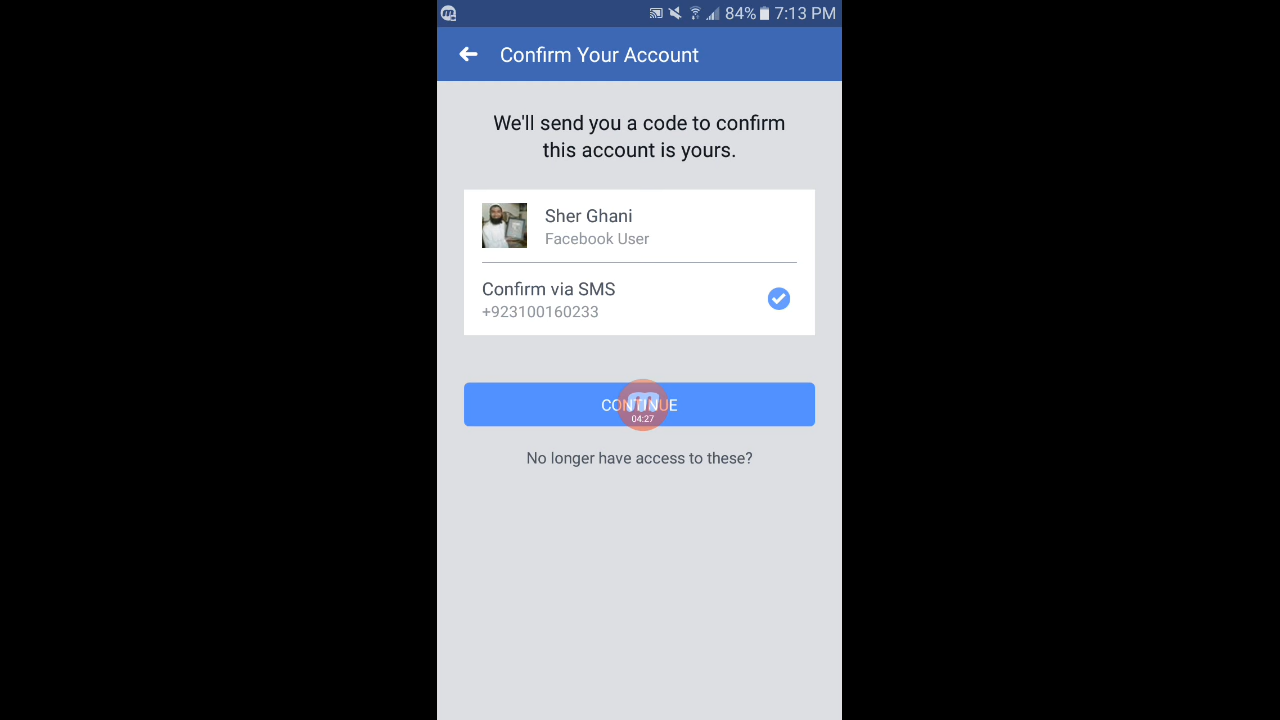 84% 7:13 PM
Confirm Your Account
We'll send you a code to confirm
this account is yours.
Sher Ghani
Facebook User
Confirm via SMS
+923100160233
CONTINUE
04:27
No longer have access to these?